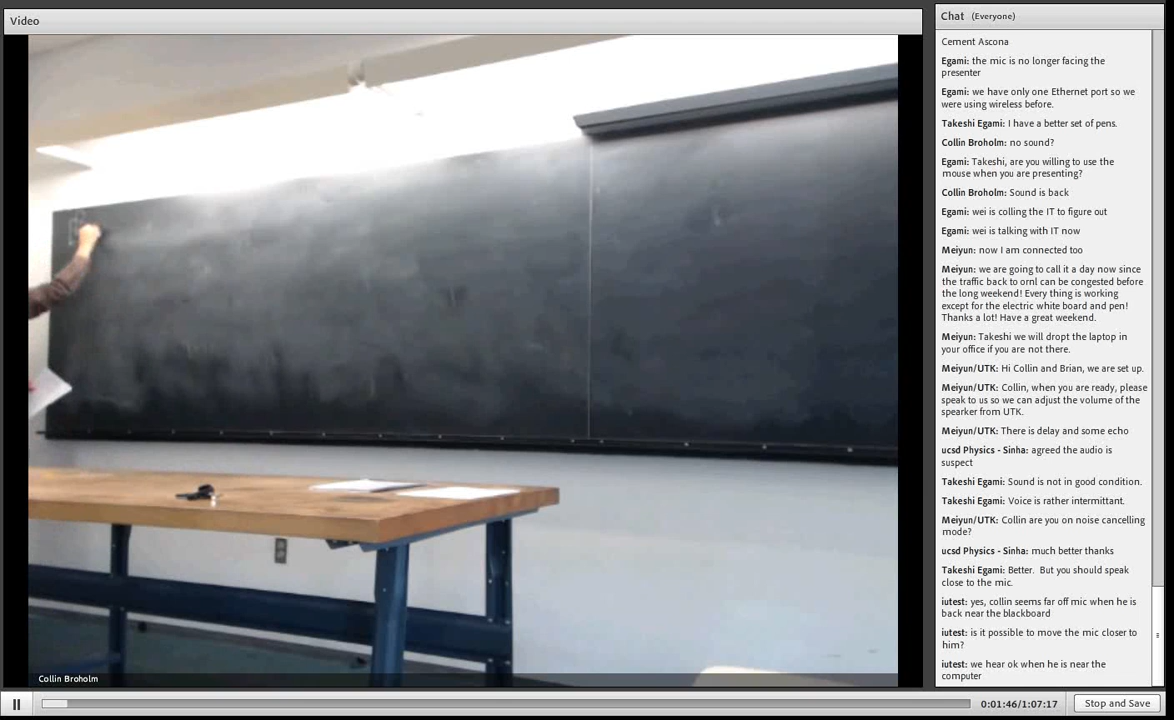 Video
Chat (Everyone)
Cement Ascona
Egami: the mic is no longer facing the
presenter
Egami: we have only one Ethernet port so we
were using wireless before.
Takeshi Egami: I have a better set of pens.
Collin Broholm: no sound?
Egami: Takeshi, are you willing to use the
mouse when you are presenting?
Collin Broholm: Sound is back
Egami: wei is colling the IT to figure out
Egami: wei is talking with IT now
Meiyun: now I am connected too
Meiyun: we are going to call it a day now since
the traffic back to ornl can be congested before
the long weekend! Every thing is working
except for the electric white board and pen!
Thanks a lot! Have a great weekend.
Meiyun: Takeshi we will dropt the laptop in
your office if you are not there.
Meiyun/UTK: Hi Collin and Brian, we are set up.
Meiyun/UTK: Collin, when you are ready, please
speak to us so we can adjust the volume of the
spearker from UTK.
Meiyun/UTK: There is delay and some echo
ucsd Physics - Sinha: agreed the audio is
suspect
Takeshi Egami: Sound is not in good condition.
Takeshi Egami: Voice is rather intermittant.
Meiyun/UTK: Collin are you on noise cancelling
mode?
ucsd Physics - Sinha: much better thanks
Takeshi Egami: Better. But you should speak
close to the mic.
iutest: yes, collin seems far off mic when he is
back near the blackboard
iutest: is it possible to move the mic closer to
him?
iutest: we hear ok when he is near the
computer
Collin Broholm
0:01:46/1:07:17
Stop and Save